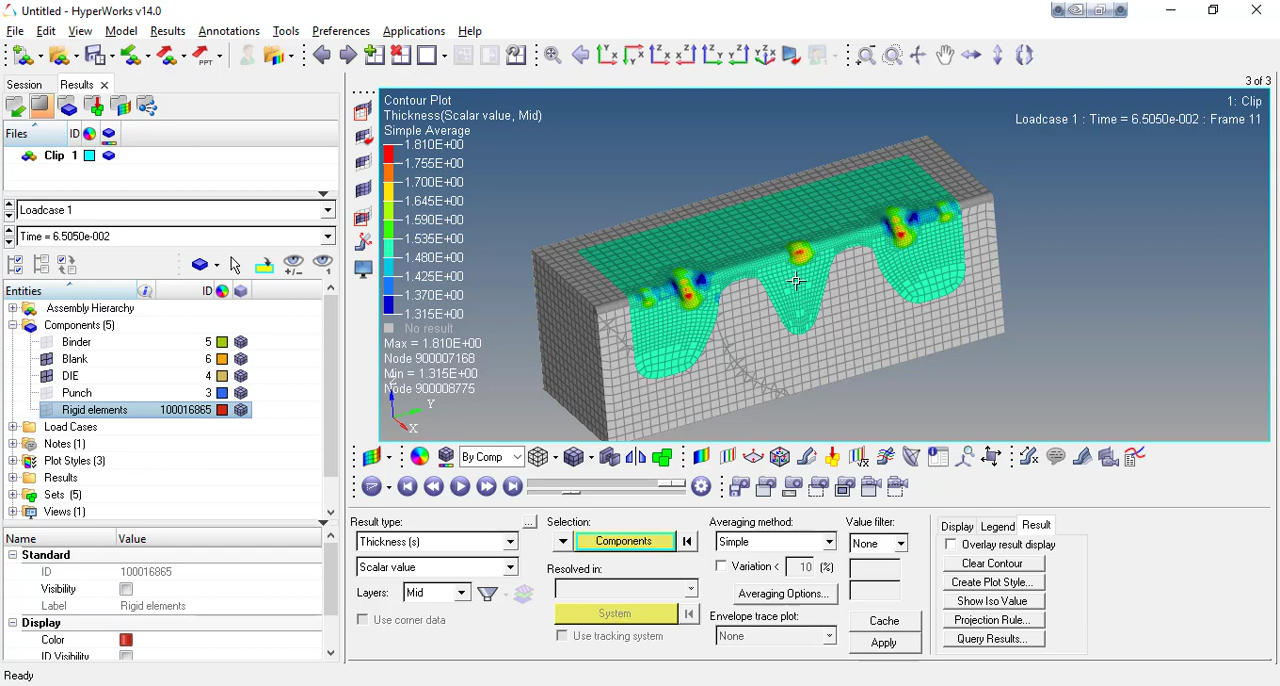 Untitled - HyperWorks v14.0
File Edit View Model Results Annotations Tools Preferences Applications Help
Session Results
3 of 3
Files ID
Clip 1
Loadcase 1
Time = 6.5050e-002
Entities ID
Assembly Hierarchy
Components (5)
Binder 5
Blank 6
DIE 4
Punch 3
Rigid elements 100016865
Load Cases
Notes (1)
Plot Styles (3)
Results
Sets (5)
Views (1)
Name Value
Standard
ID 100016865
Visibility
Label Rigid elements
Display
Color
ID Visibility
Contour Plot
Thickness(Scalar value, Mid)
Simple Average
1.810E+00
1.755E+00
1.700E+00
1.645E+00
1.590E+00
1.535E+00
1.480E+00
1.425E+00
1.370E+00
1.315E+00
No result
Max = 1.810E+00
Node 900007168
Min = 1.315E+00
Node 900008775
Y
X
1: Clip
Loadcase 1 : Time = 6.5050e-002 : Frame 11
By Comp
Result type:
...
Thickness (s)
Scalar value
Layers: Mid
Use corner data
Selection:
Components
Resolved in:
System
Use tracking system
Averaging method:
Simple
Variation < 10 (%)
Averaging Options...
Envelope trace plot:
None
Value filter:
None
Cache
Apply
Display Legend Result
Overlay result display
Clear Contour
Create Plot Style...
Show Iso Value
Projection Rule...
Query Results...
Ready